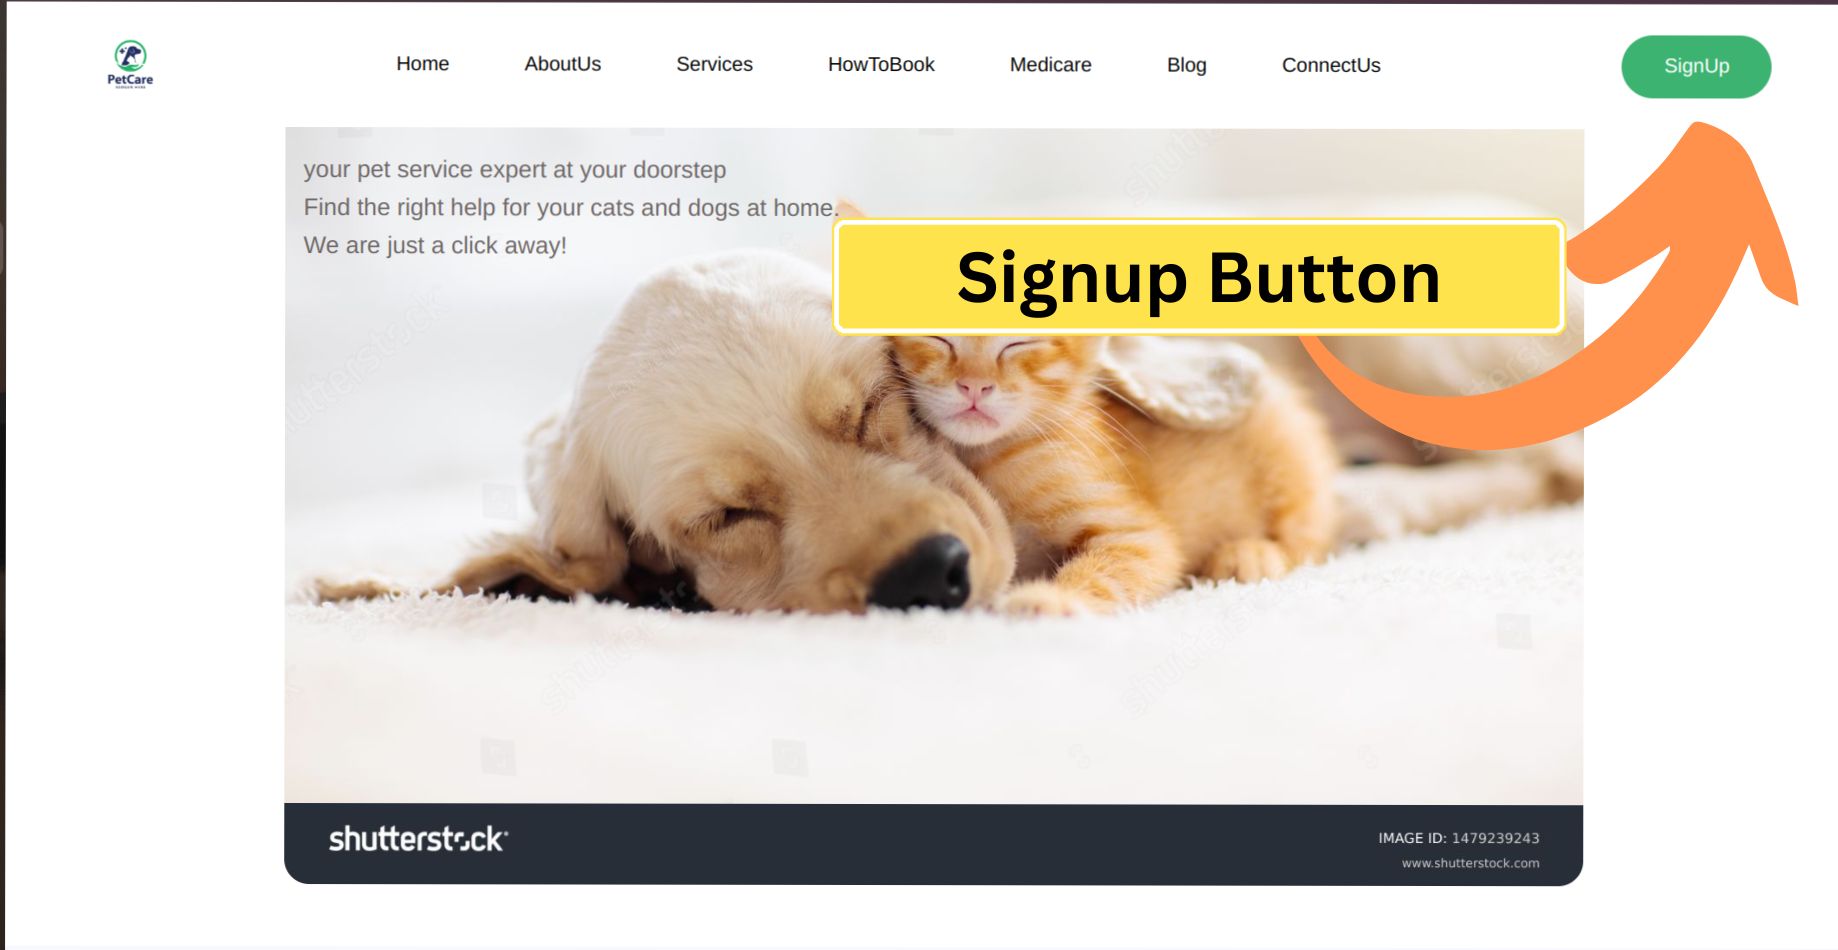 PetCare
Home AboutUs Services HowToBook Medicare Blog ConnectUs SignUp
your pet service expert at your doorstep
Find the right help for your cats and dogs at home.
We are just a click away!
Signup Button
shutterstock
IMAGE ID: 1479239243
www.shutterstock.com